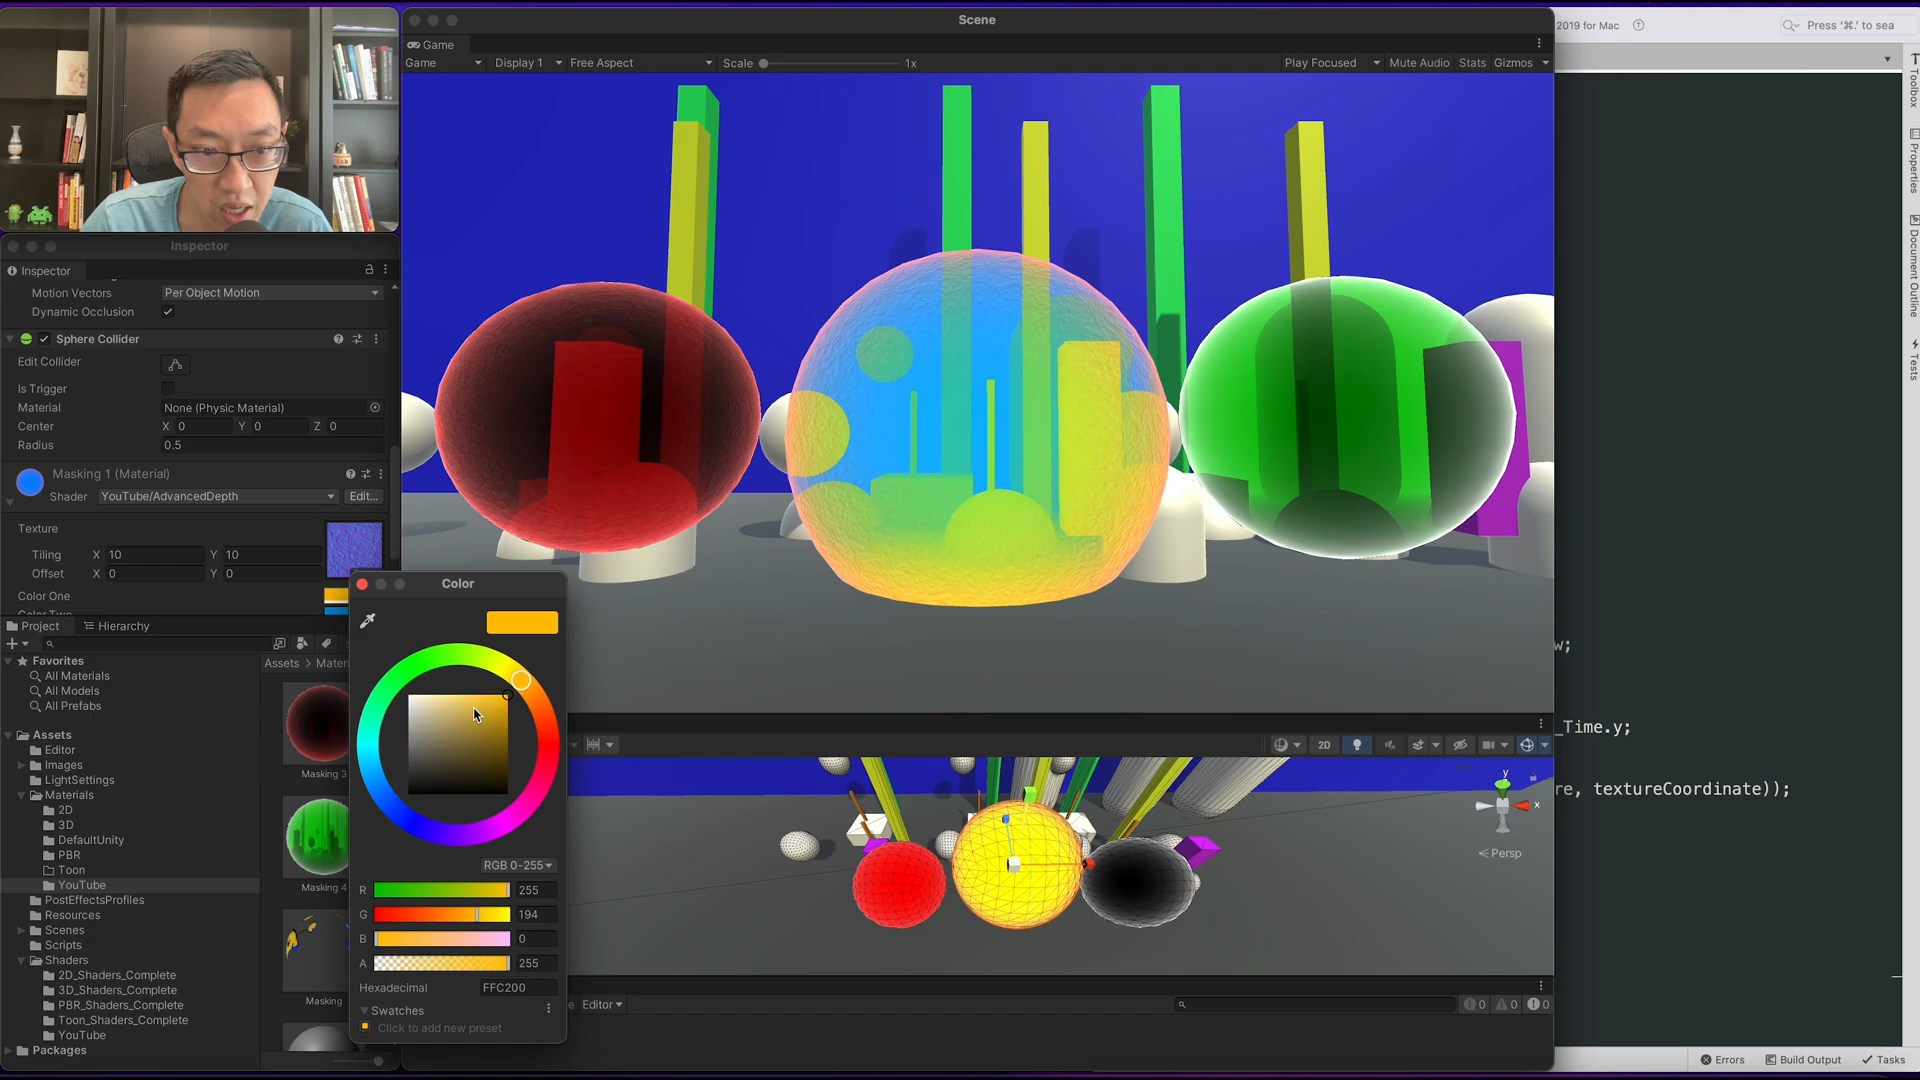 Scene
2019 for Mac
Press '⌘.' to sea
Game
Game
Display 1
Free Aspect
Scale
1x
Play Focused
Mute Audio
Stats
Gizmos
Toolbox
Properties
Document Outline
Tests
Inspector
Inspector
Motion Vectors
Per Object Motion
Dynamic Occlusion
Sphere Collider
Edit Collider
Is Trigger
Material
None (Physic Material)
Center
X 0 Y 0 Z 0
Radius
0.5
Masking 1 (Material)
Shader
YouTube/AdvancedDepth
Edit...
Texture
Tiling X 10 Y 10
Offset X 0 Y 0
Color One
Color Two
Project
Hierarchy
Favorites
All Materials
All Models
All Prefabs
Assets
Editor
Images
LightSettings
Materials
2D
3D
DefaultUnity
PBR
Toon
YouTube
PostEffectsProfiles
Resources
Scenes
Scripts
Shaders
2D_Shaders_Complete
3D_Shaders_Complete
PBR_Shaders_Complete
Toon_Shaders_Complete
YouTube
Packages
Assets > Mater
Masking 3
Masking 4
Masking
Color
RGB 0-255
R 255
G 194
B 0
A 255
Hexadecimal
FFC200
Swatches
Click to add new preset
2D
y
x
Persp
Editor
0 0 0
w;
_Time.y;
re, textureCoordinate));
Errors
Build Output
Tasks